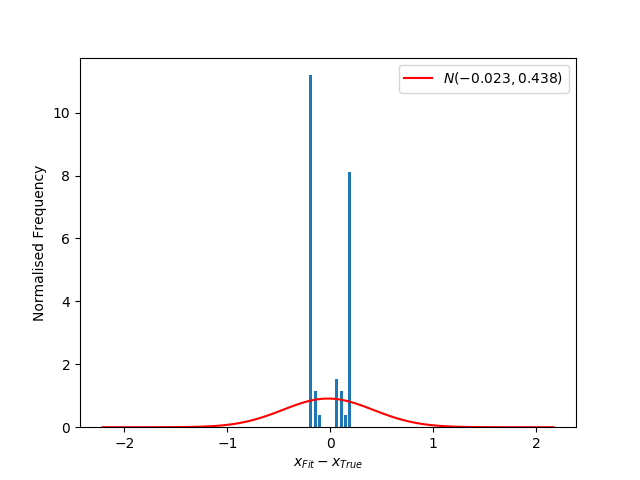 N(−0.023, 0.438)
10
8
6
4
2
0
Normalised Frequency
−2 −1 0 1 2
x_Fit − x_True